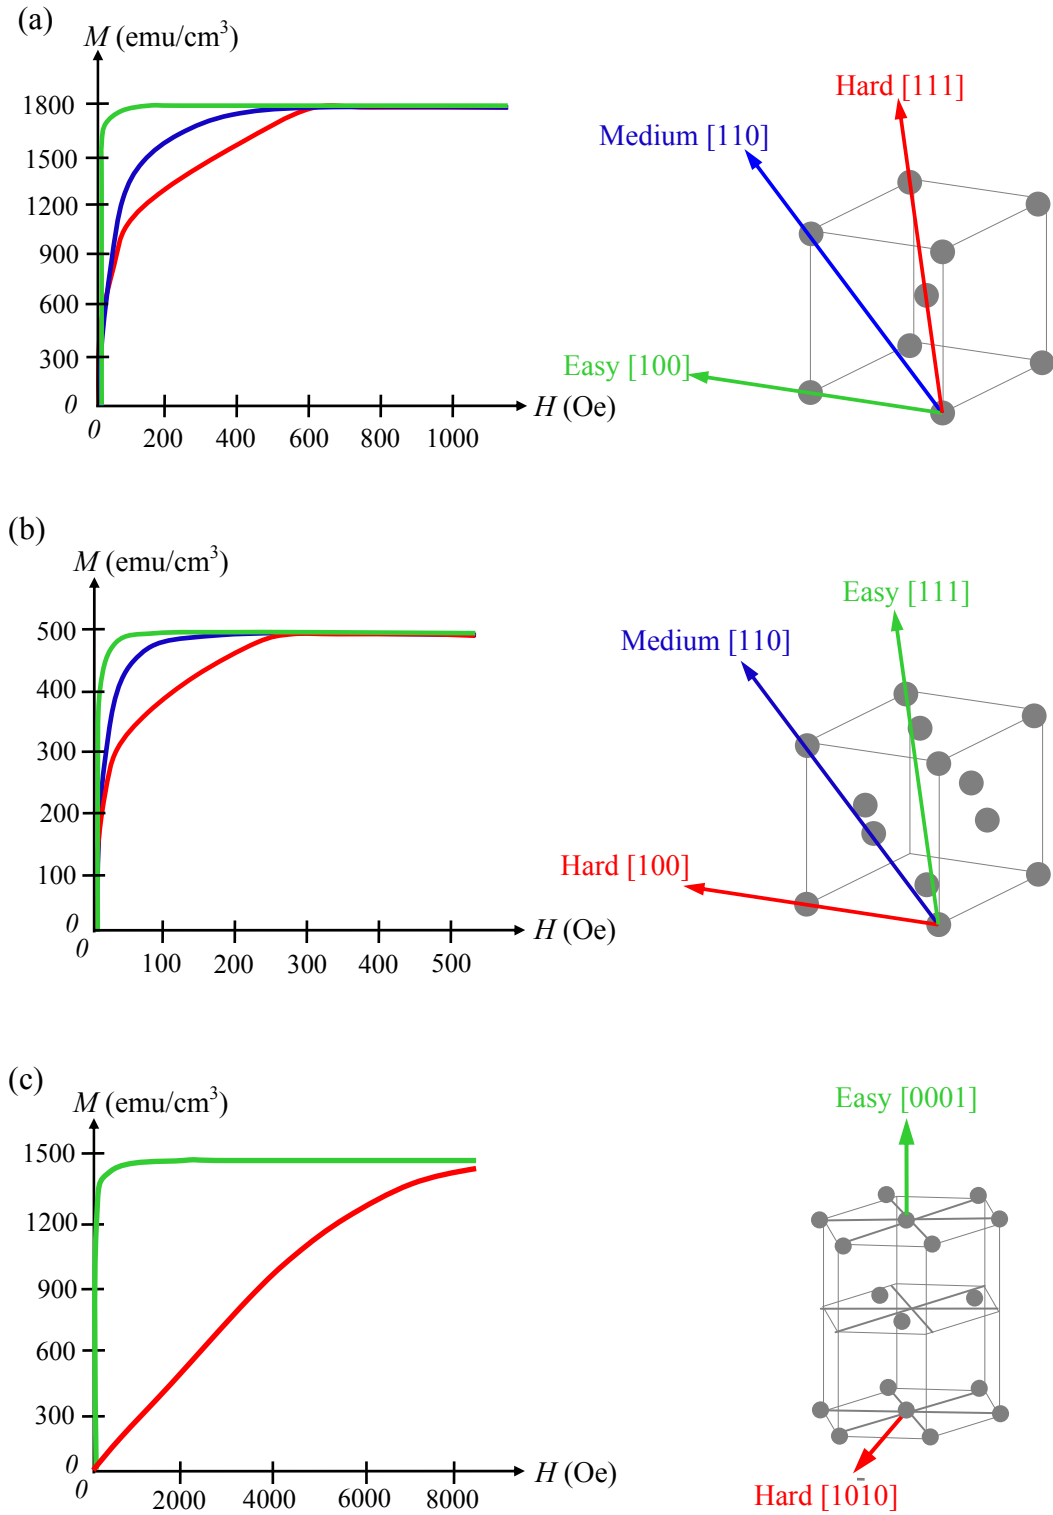 (a)
M (emu/cm³)
1800
1500
1200
900
600
300
0
0 200 400 600 800 1000
H (Oe)
Hard [111]
Medium [110]
Easy [100]
(b)
M (emu/cm³)
500
400
300
200
100
0
0 100 200 300 400 500
H (Oe)
Easy [111]
Medium [110]
Hard [100]
(c)
M (emu/cm³)
1500
1200
900
600
300
0
0 2000 4000 6000 8000
H (Oe)
Easy [0001]
Hard [101̄0]